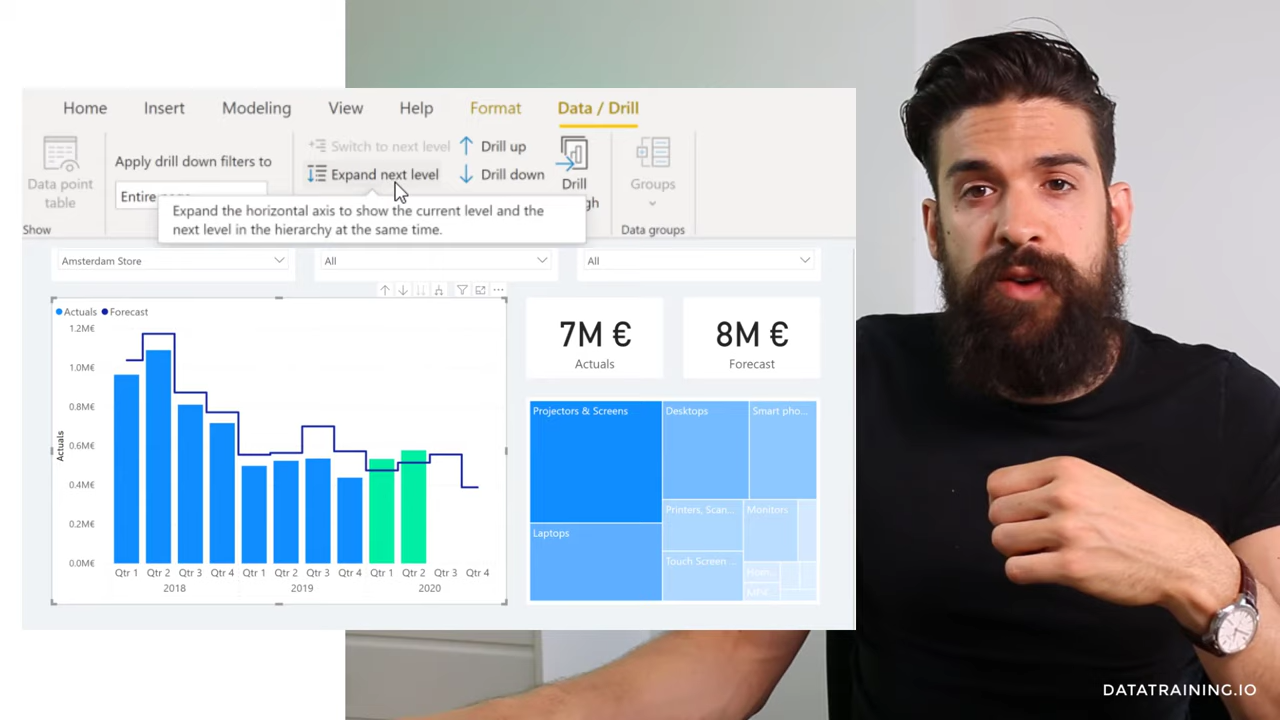 Home Insert Modeling View Help Format Data / Drill
Data point table
Show
Apply drill down filters to
Entire
Switch to next level
Expand next level
Drill up
Drill down
Drill
Groups
Data groups
Expand the horizontal axis to show the current level and the
next level in the hierarchy at the same time.
Amsterdam Store
All
All
Actuals Forecast
1.2M€
1.0M€
0.8M€
0.6M€
0.4M€
0.2M€
0.0M€
Actuals
Qtr 1 Qtr 2 Qtr 3 Qtr 4 Qtr 1 Qtr 2 Qtr 3 Qtr 4 Qtr 1 Qtr 2 Qtr 3 Qtr 4
2018 2019 2020
7M €
Actuals
8M €
Forecast
Projectors & Screens
Desktops
Smart pho...
Laptops
Printers, Scan...
Monitors
Touch Screen ...
Hom...
DATATRAINING.IO